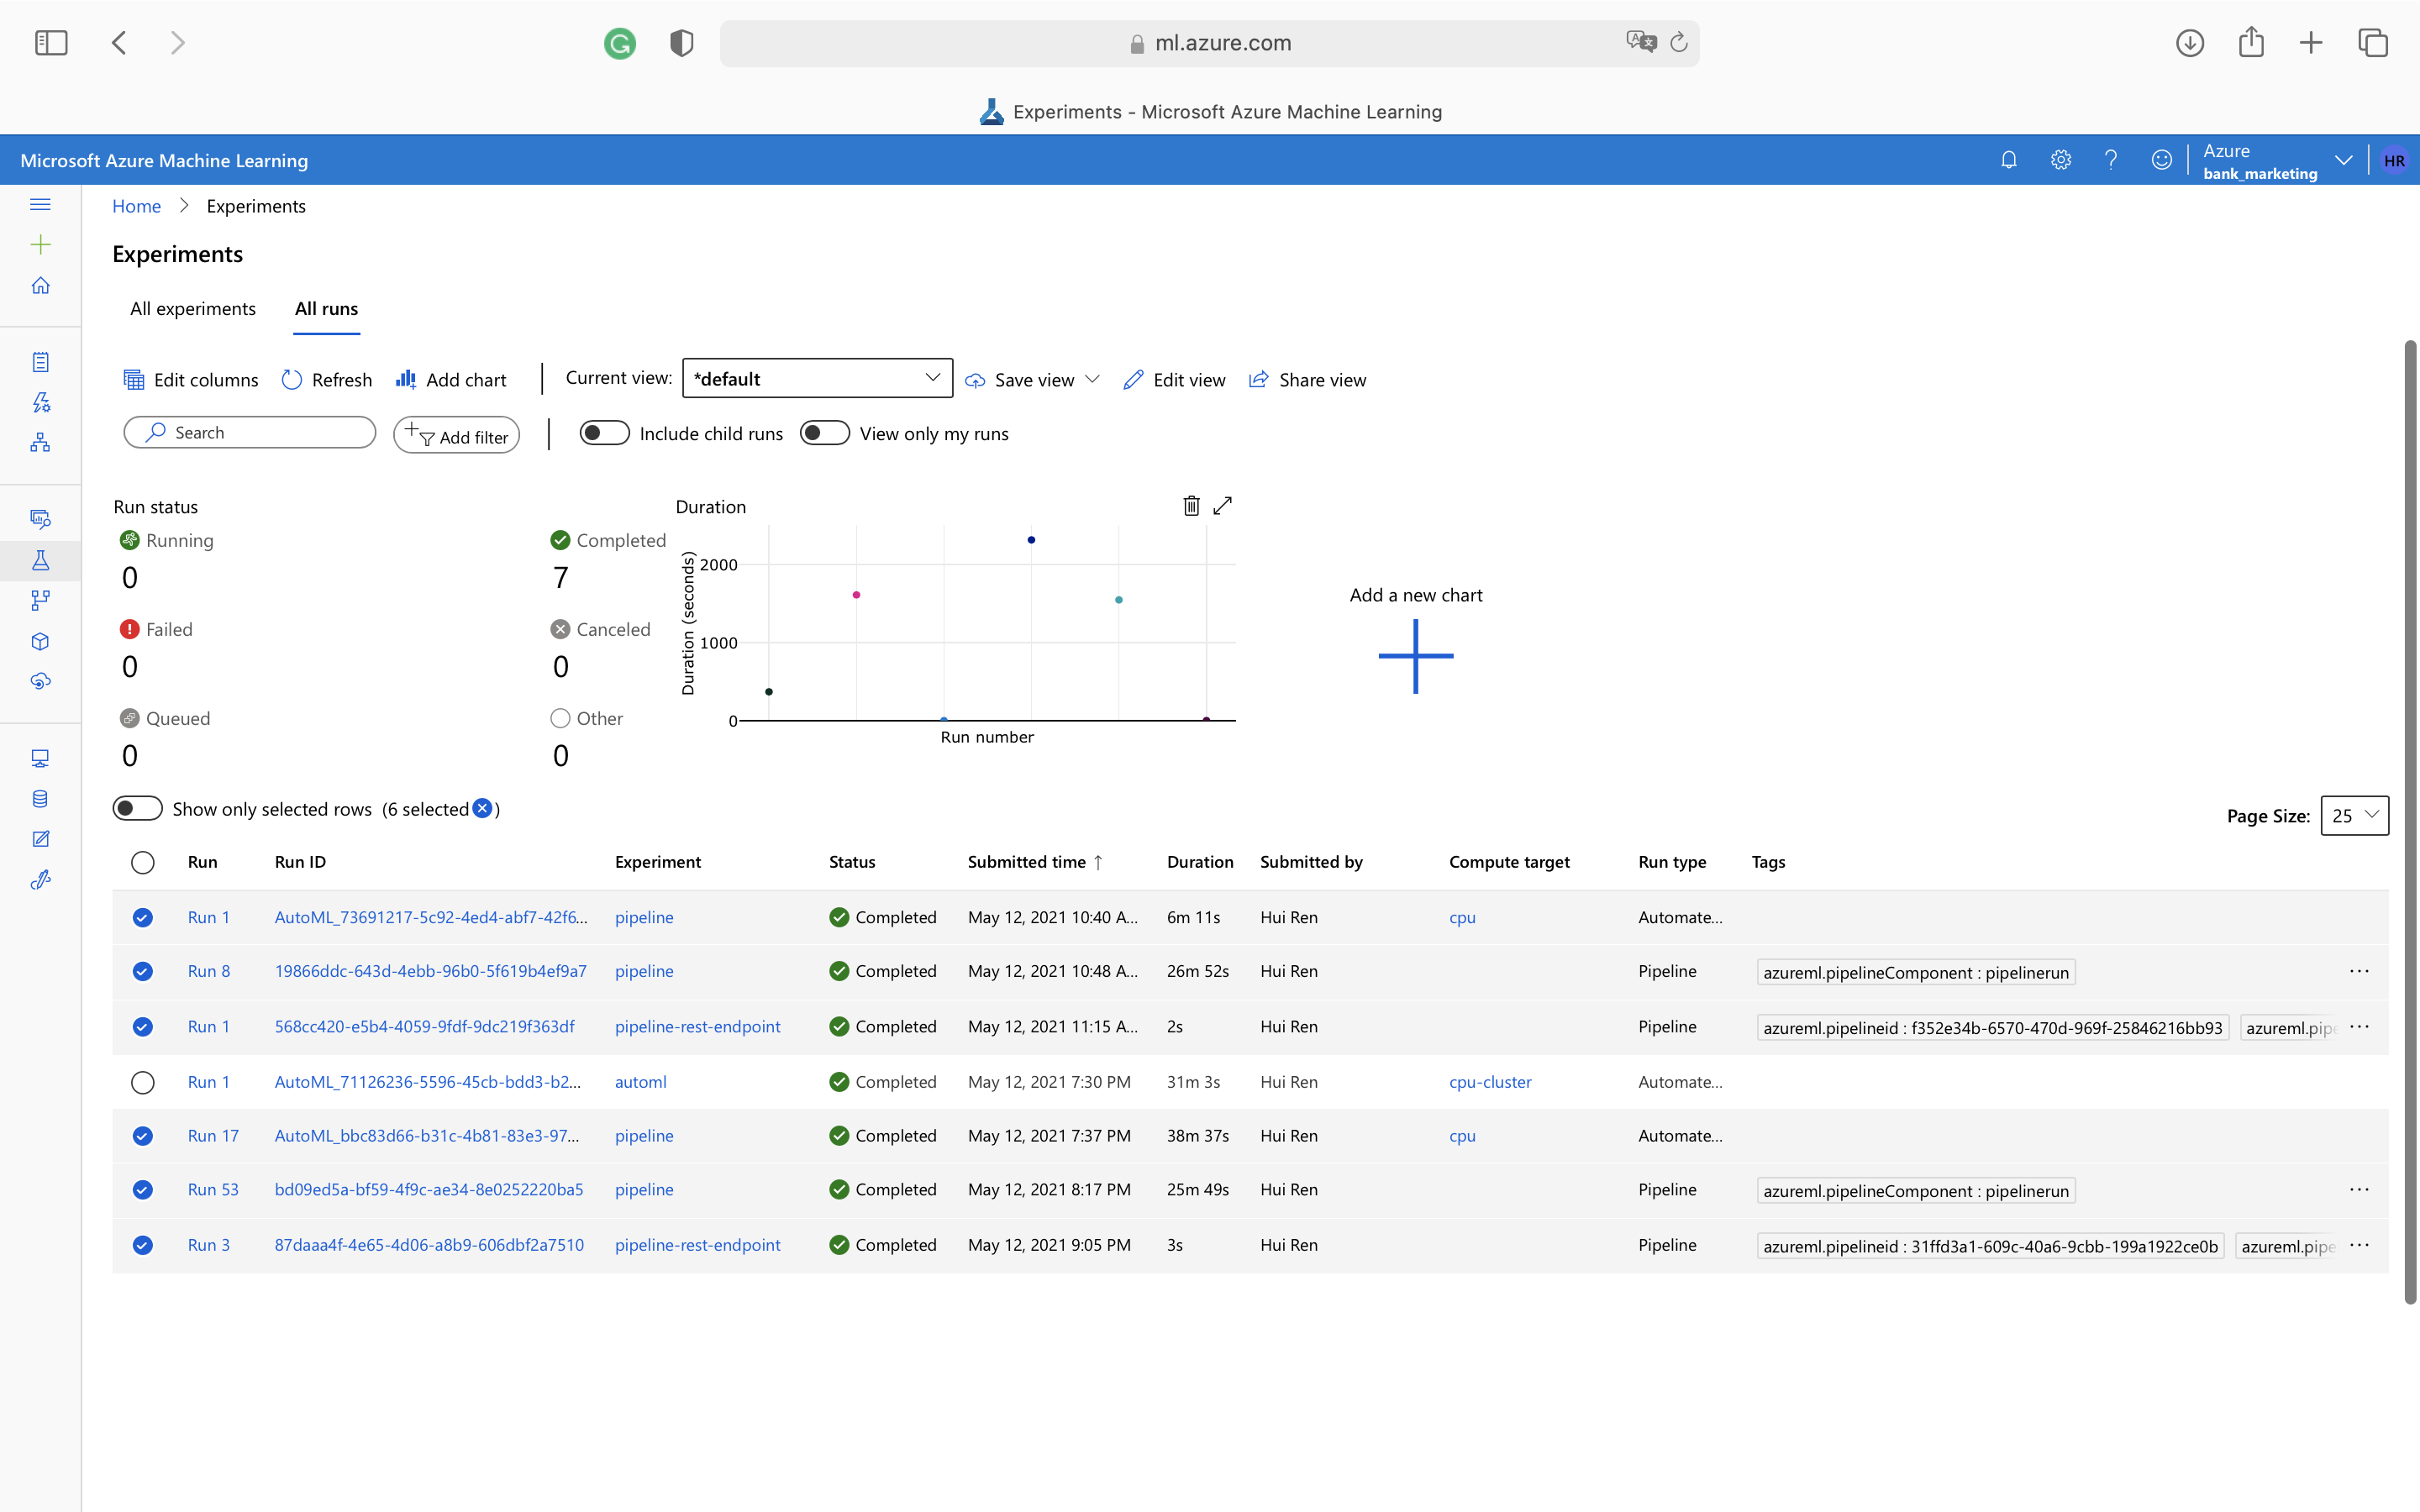 ml.azure.com
Experiments - Microsoft Azure Machine Learning
Microsoft Azure Machine Learning
Azure
bank_marketing
HR
Home > Experiments
Experiments
All experiments All runs
Edit columns Refresh Add chart Current view: *default Save view Edit view Share view
Search Add filter Include child runs View only my runs
Run status
Running
0
Completed
7
Failed
0
Canceled
0
Queued
0
Other
0
Duration
Duration (seconds)
2000
1000
0
Run number
Add a new chart
Show only selected rows (6 selected)
Page Size: 25
Run Run ID Experiment Status Submitted time ↑ Duration Submitted by Compute target Run type Tags
Run 1 AutoML_73691217-5c92-4ed4-abf7-42f6... pipeline Completed May 12, 2021 10:40 A... 6m 11s Hui Ren cpu Automate...
Run 8 19866ddc-643d-4ebb-96b0-5f619b4ef9a7 pipeline Completed May 12, 2021 10:48 A... 26m 52s Hui Ren Pipeline azureml.pipelineComponent : pipelinerun ...
Run 1 568cc420-e5b4-4059-9fdf-9dc219f363df pipeline-rest-endpoint Completed May 12, 2021 11:15 A... 2s Hui Ren Pipeline azureml.pipelineid : f352e34b-6570-470d-969f-25846216bb93 azureml.pipe ...
Run 1 AutoML_71126236-5596-45cb-bdd3-b2... automl Completed May 12, 2021 7:30 PM 31m 3s Hui Ren cpu-cluster Automate...
Run 17 AutoML_bbc83d66-b31c-4b81-83e3-97... pipeline Completed May 12, 2021 7:37 PM 38m 37s Hui Ren cpu Automate...
Run 53 bd09ed5a-bf59-4f9c-ae34-8e0252220ba5 pipeline Completed May 12, 2021 8:17 PM 25m 49s Hui Ren Pipeline azureml.pipelineComponent : pipelinerun ...
Run 3 87daaa4f-4e65-4d06-a8b9-606dbf2a7510 pipeline-rest-endpoint Completed May 12, 2021 9:05 PM 3s Hui Ren Pipeline azureml.pipelineid : 31ffd3a1-609c-40a6-9cbb-199a1922ce0b azureml.pipe ...